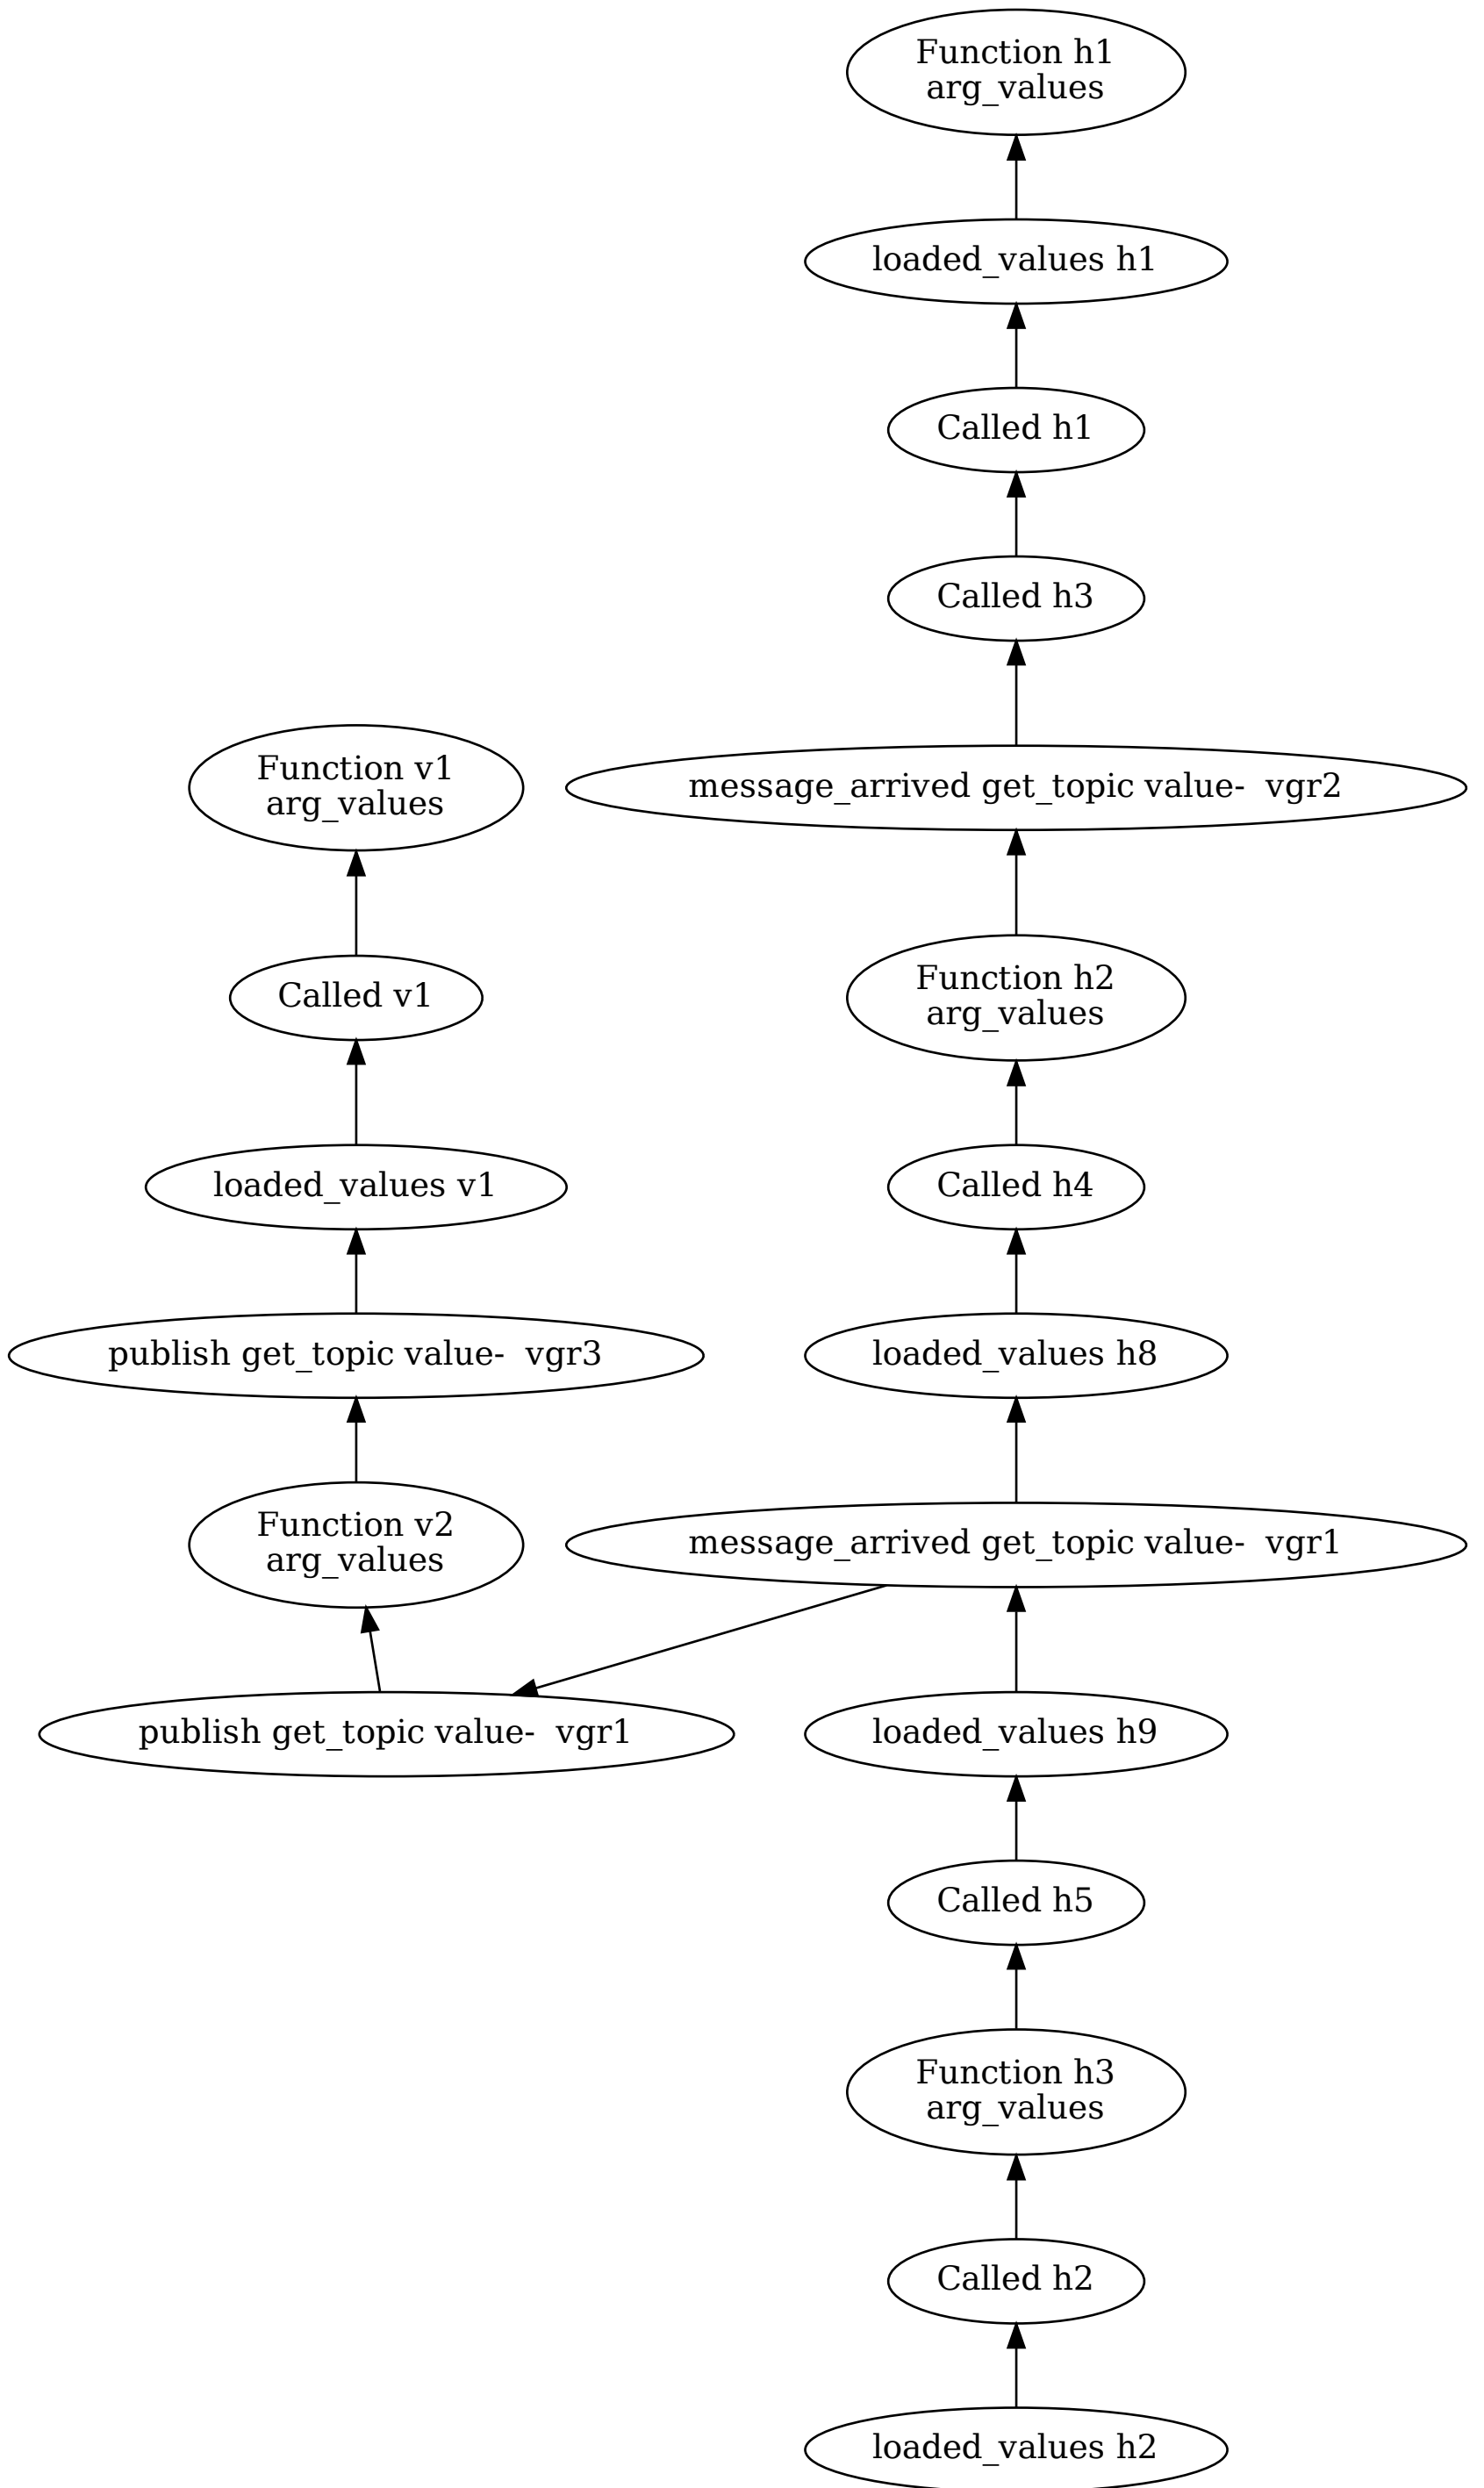 Function h1
arg_values
loaded_values h1
Called h1
Called h3
Function v1
arg_values
message_arrived get_topic value-  vgr2
Called v1
Function h2
arg_values
loaded_values v1
Called h4
publish get_topic value-  vgr3
loaded_values h8
Function v2
arg_values
message_arrived get_topic value-  vgr1
publish get_topic value-  vgr1
loaded_values h9
Called h5
Function h3
arg_values
Called h2
loaded_values h2